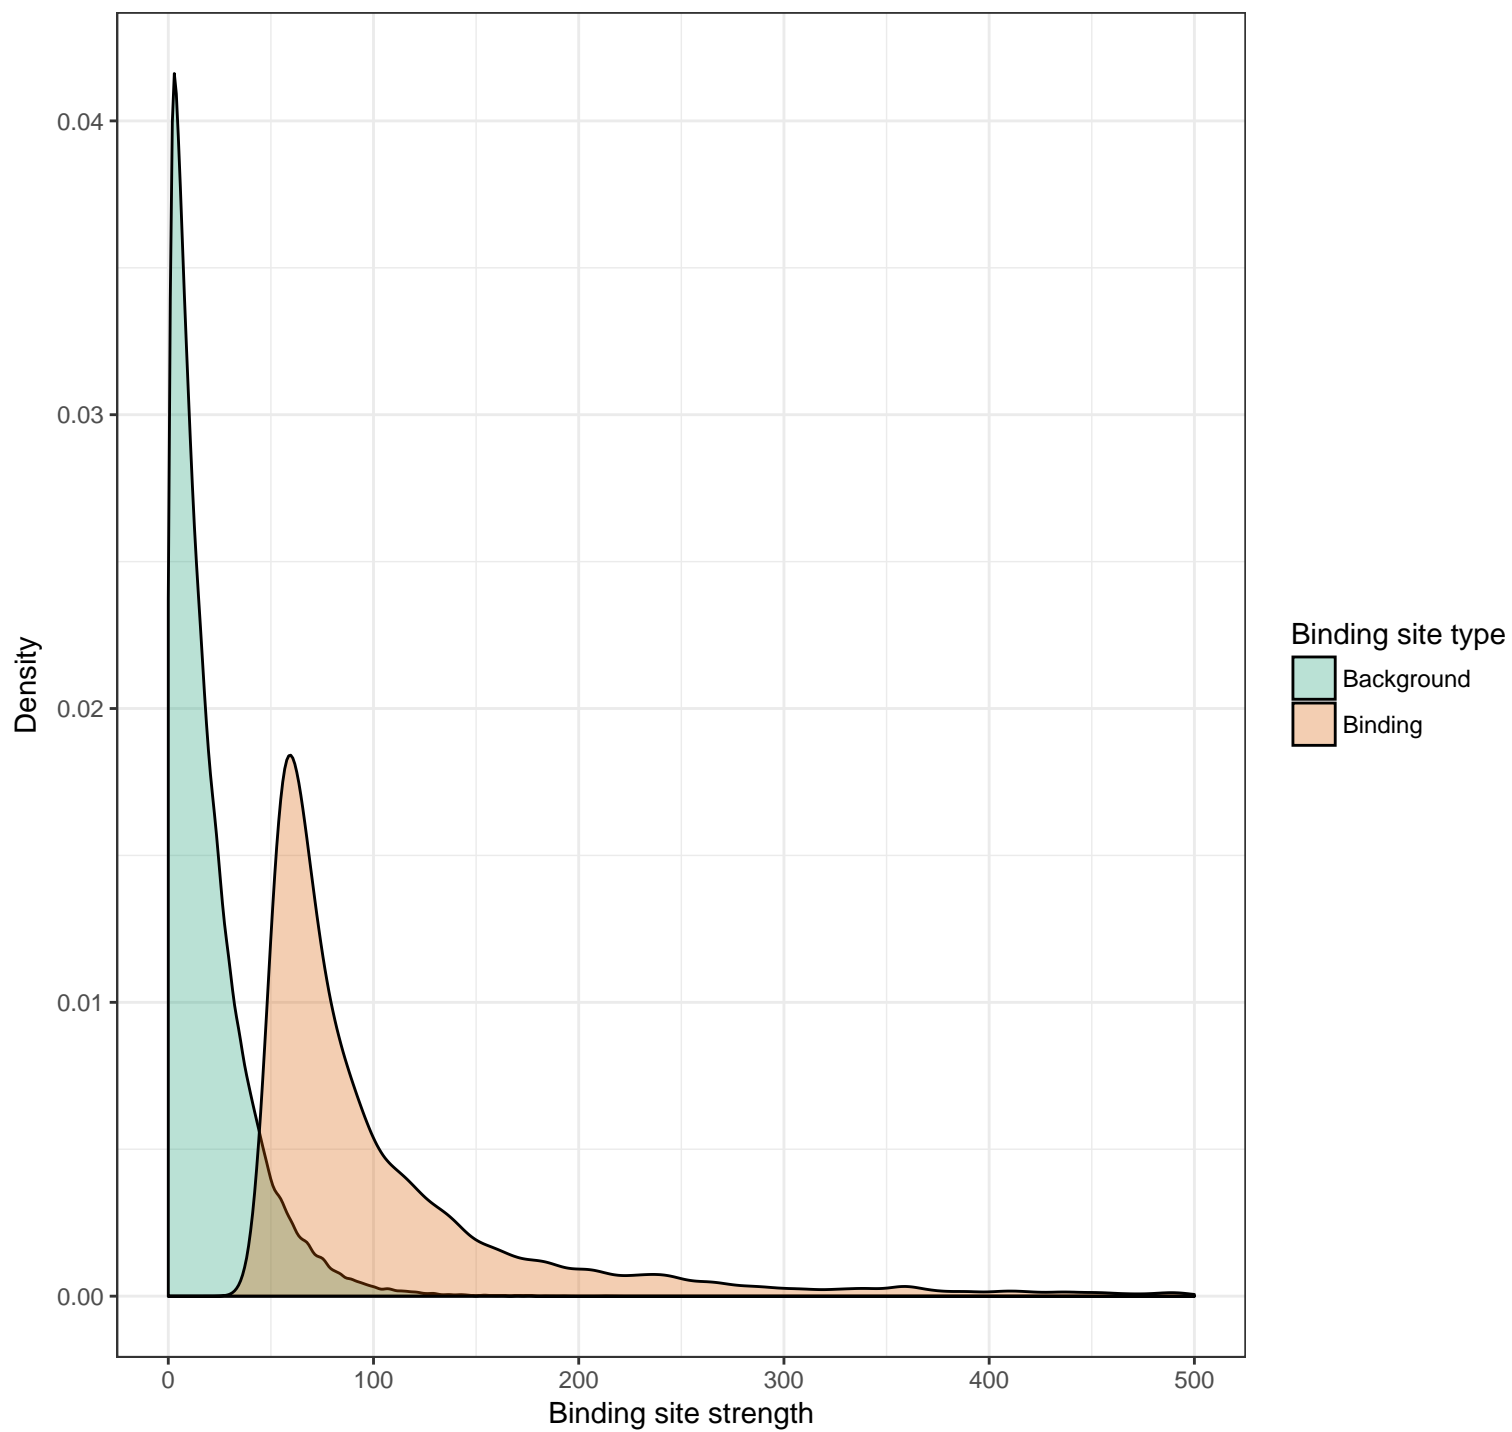 0.04
0.03
0.02
0.01
0.00
Density
0 100 200 300 400 500
Binding site strength
Binding site type
Background
Binding